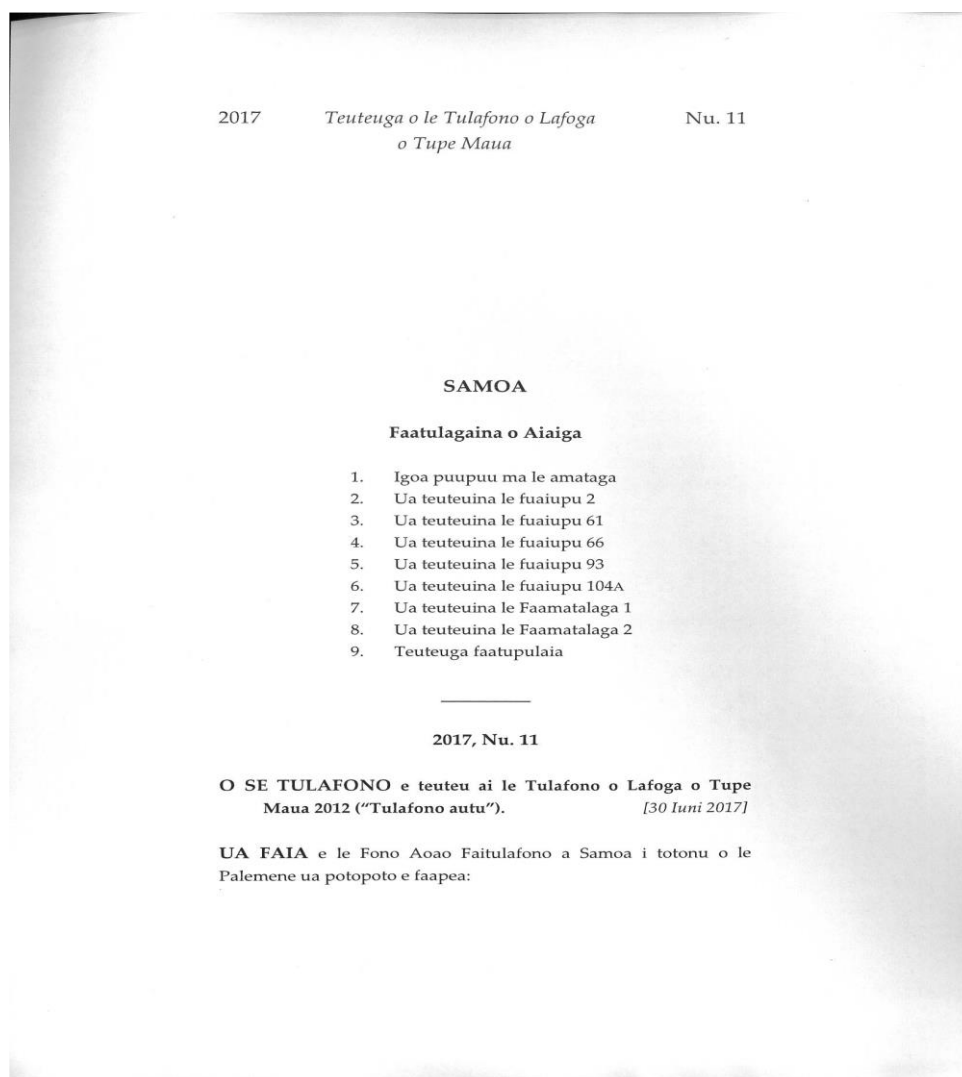 2017 Teuteuga o le Tulafono o Lafoga Nu. 11
o Tupe Maua
SAMOA
Faatulagaina o Aiaiga
1. Igoa puupuu ma le amataga
2. Ua teuteuina le fuaiupu 2
3. Ua teuteuina le fuaiupu 61
4. Ua teuteuina le fuaiupu 66
5. Ua teuteuina le fuaiupu 93
6. Ua teuteuina le fuaiupu 104A
7. Ua teuteuina le Faamatalaga 1
8. Ua teuteuina le Faamatalaga 2
9. Teuteuga faatupulaia
2017, Nu. 11
O SE TULAFONO e teuteu ai le Tulafono o Lafoga o Tupe
Maua 2012 (“Tulafono autu”). [30 Iuni 2017]
UA FAIA e le Fono Aoao Faitulafono a Samoa i totonu o le
Palemene ua potopoto e faapea: